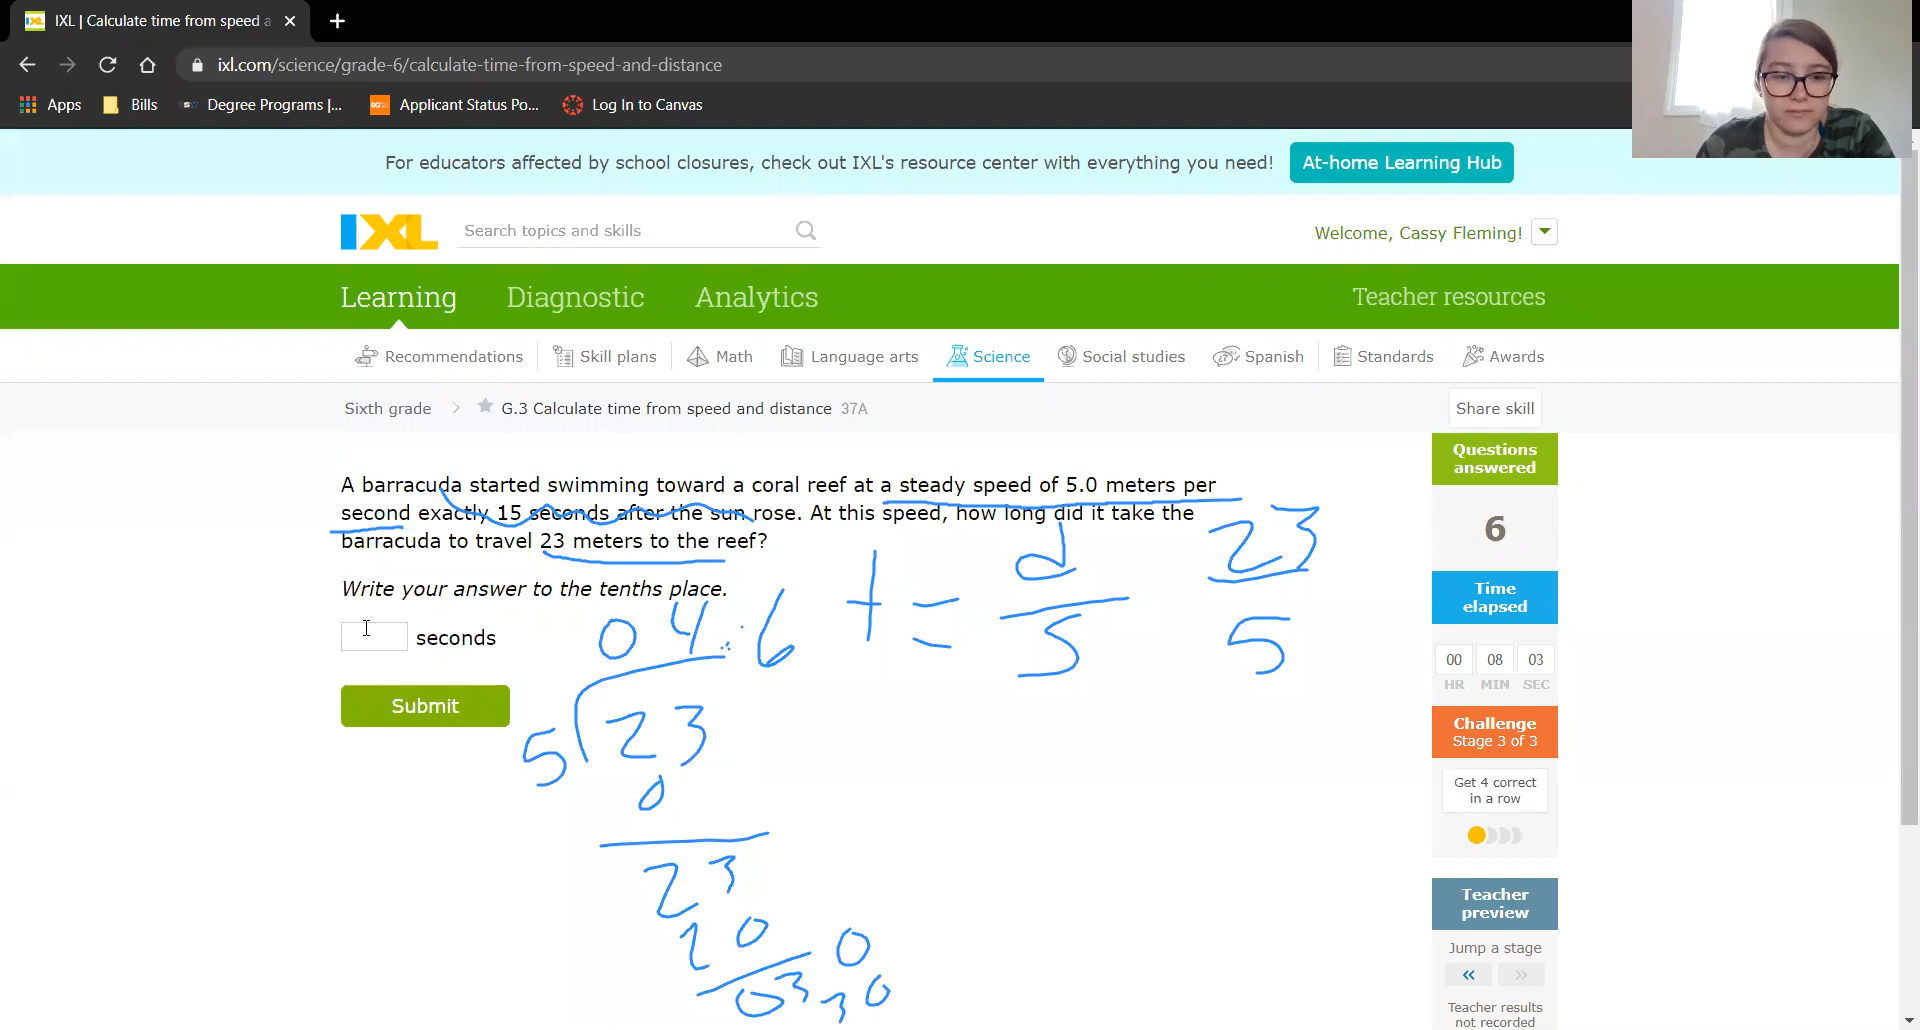 IXL | Calculate time from speed a
ixl.com/science/grade-6/calculate-time-from-speed-and-distance
Apps Bills Degree Programs |... Applicant Status Po... Log In to Canvas
For educators affected by school closures, check out IXL's resource center with everything you need! At-home Learning Hub
IXL Search topics and skills Welcome, Cassy Fleming!
Learning Diagnostic Analytics Teacher resources
Recommendations Skill plans Math Language arts Science Social studies Spanish Standards Awards
Sixth grade > G.3 Calculate time from speed and distance 37A Share skill
A barracuda started swimming toward a coral reef at a steady speed of 5.0 meters per
second exactly 15 seconds after the sun rose. At this speed, how long did it take the
barracuda to travel 23 meters to the reef?
Write your answer to the tenths place.
seconds
Submit
t = d
s
23
5
04.6
5 23
0
23
20 0
03 30
Questions
answered
6
Time
elapsed
00 08 03
HR MIN SEC
Challenge
Stage 3 of 3
Get 4 correct
in a row
Teacher
preview
Jump a stage
« »
Teacher results
not recorded